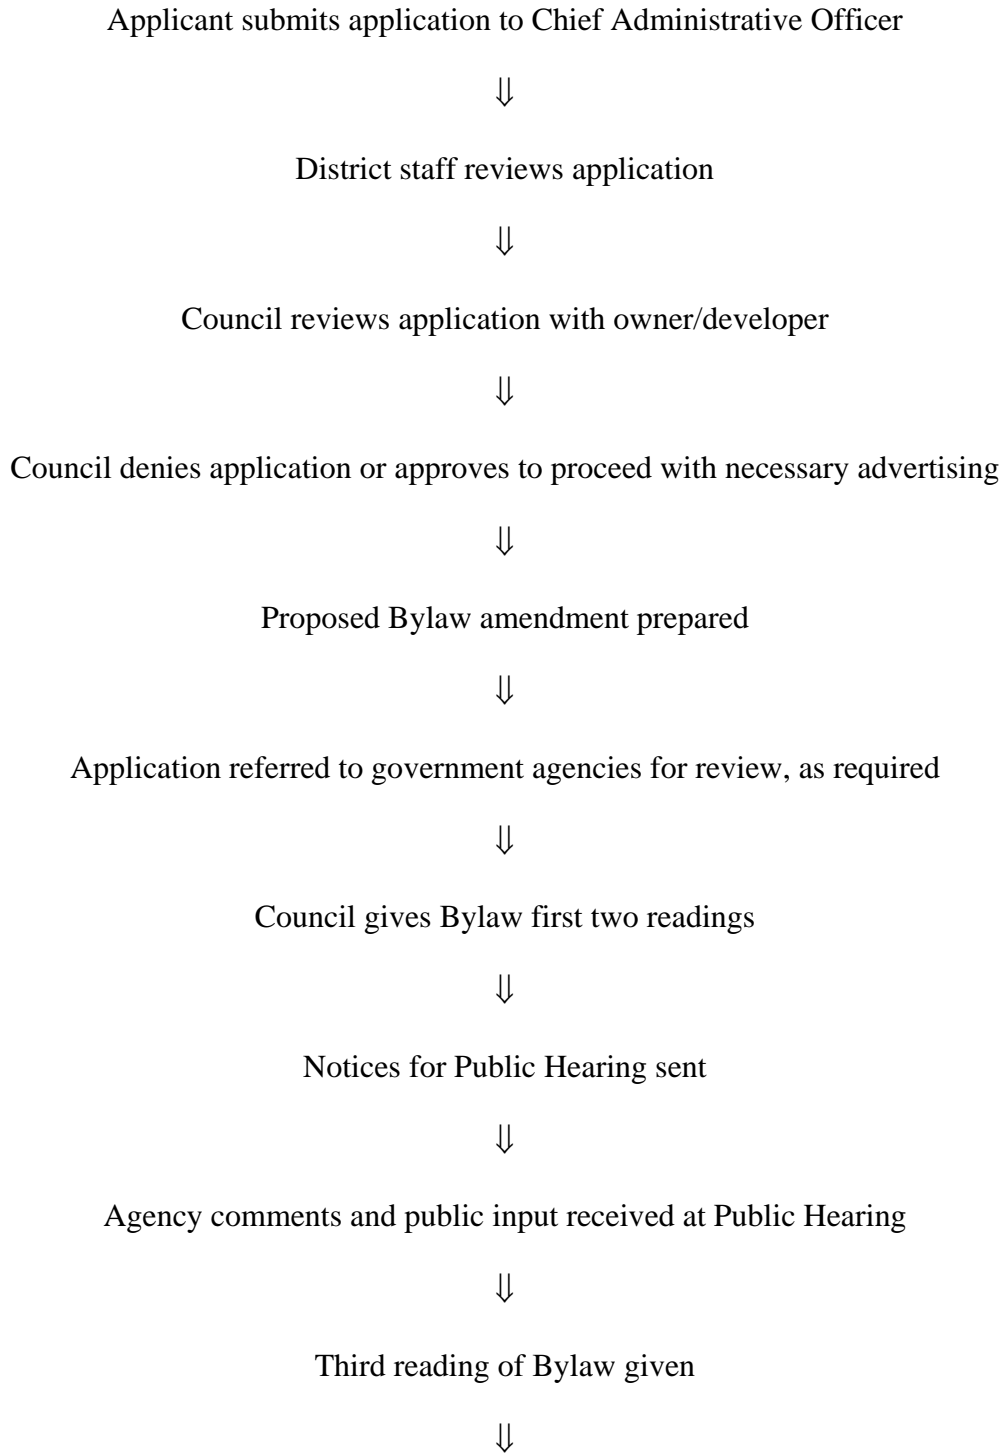 Applicant submits application to Chief Administrative Officer
⇓
District staff reviews application
⇓
Council reviews application with owner/developer
⇓
Council denies application or approves to proceed with necessary advertising
⇓
Proposed Bylaw amendment prepared
⇓
Application referred to government agencies for review, as required
⇓
Council gives Bylaw first two readings
⇓
Notices for Public Hearing sent
⇓
Agency comments and public input received at Public Hearing
⇓
Third reading of Bylaw given
⇓